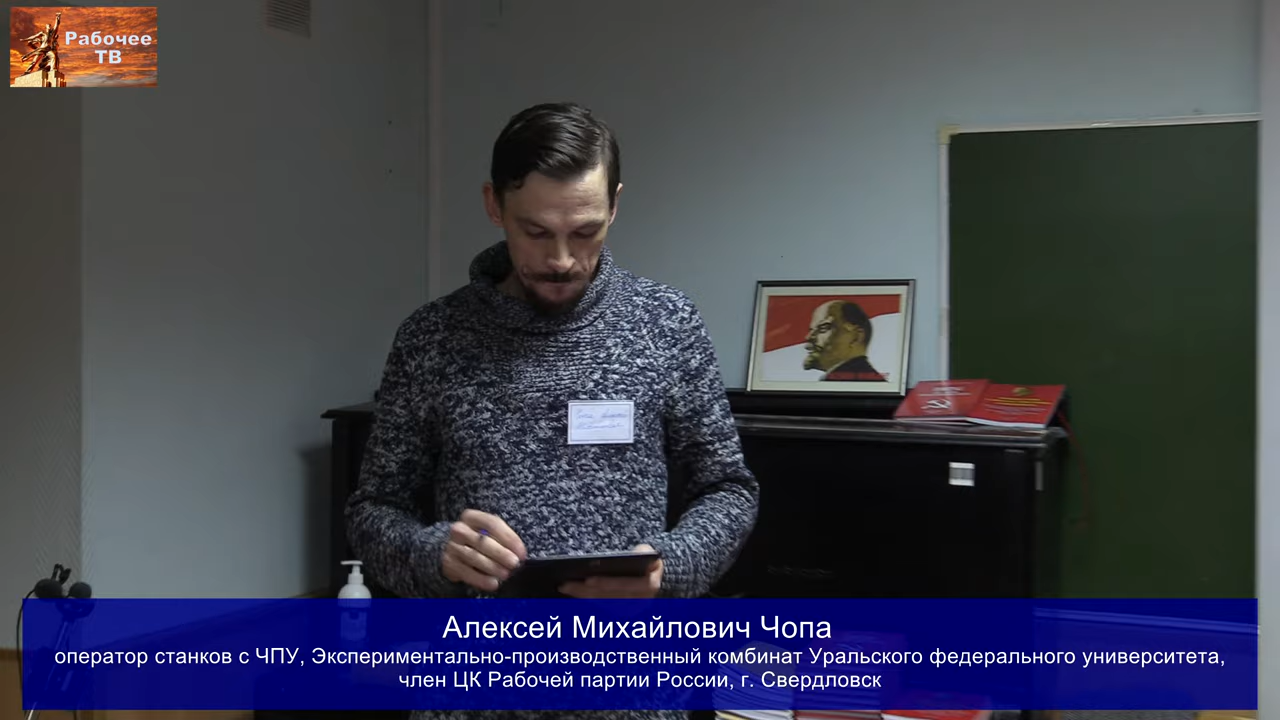 Рабочее
ТВ
Алексей Михайлович Чопа
оператор станков с ЧПУ, Экспериментально-производственный комбинат Уральского федерального университета,
член ЦК Рабочей партии России, г. Свердловск